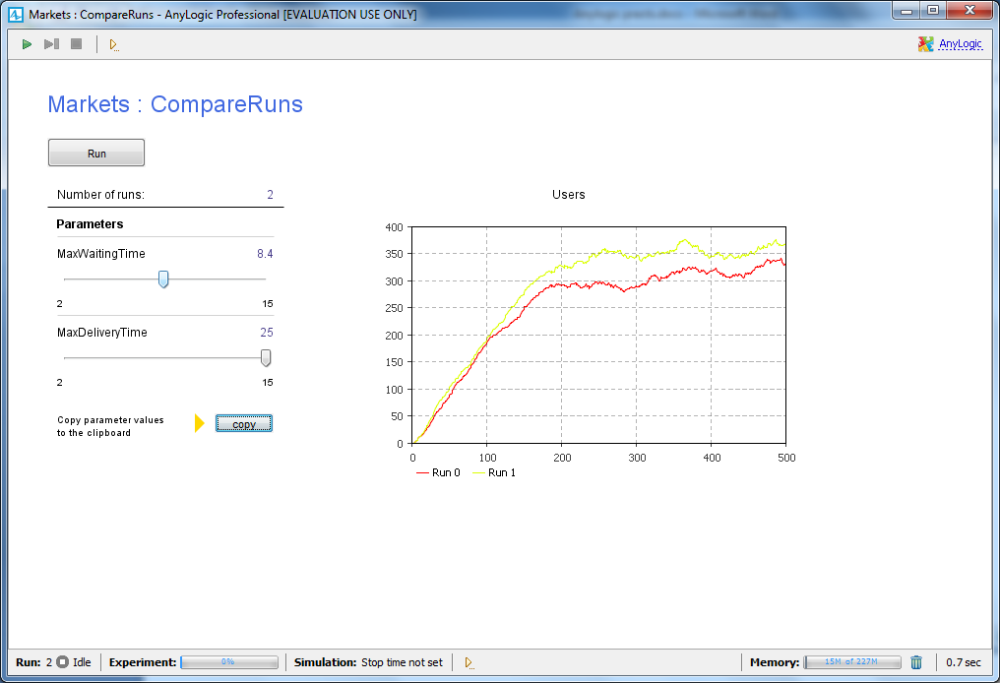 Markets : CompareRuns - AnyLogic Professional [EVALUATION USE ONLY]
AnyLogic
Markets : CompareRuns
Run
Number of runs: 2
Parameters
MaxWaitingTime 8.4
2 15
MaxDeliveryTime 25
2 15
Copy parameter values
to the clipboard
copy
Users
400
350
300
250
200
150
100
50
0
0 100 200 300 400 500
Run 0 Run 1
Run: 2 Idle Experiment: 0% Simulation: Stop time not set Memory: 15M of 227M 0.7 sec